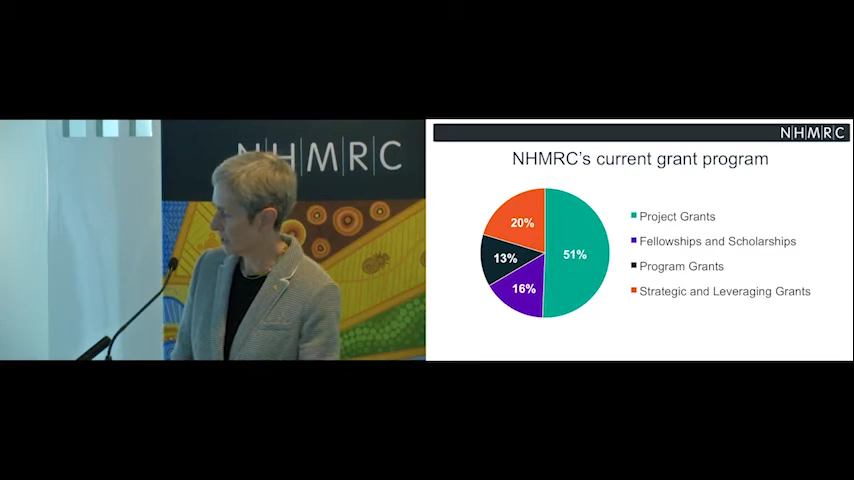 NHMRC
NHMRC
NHMRC's current grant program
20%
13%
16%
51%
Project Grants
Fellowships and Scholarships
Program Grants
Strategic and Leveraging Grants